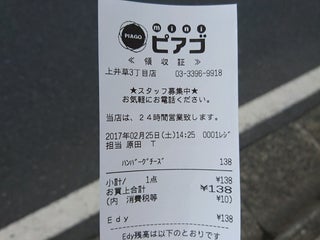 PIAGO
mini
ピアゴ
≪領収証≫
上井草3丁目店 03-3396-9918
★スタッフ募集中★
お気軽にお電話ください。
当店は、24時間営業致します。
2017年02月25日(土)14:25 0001レジ
担当 原田 T
ハンバーグチーズ 138
小計/ 1点 ¥138
お買上合計 ¥138
(内 消費税等 ¥10)
Edy ¥138
Edy残高は以下のとおりです